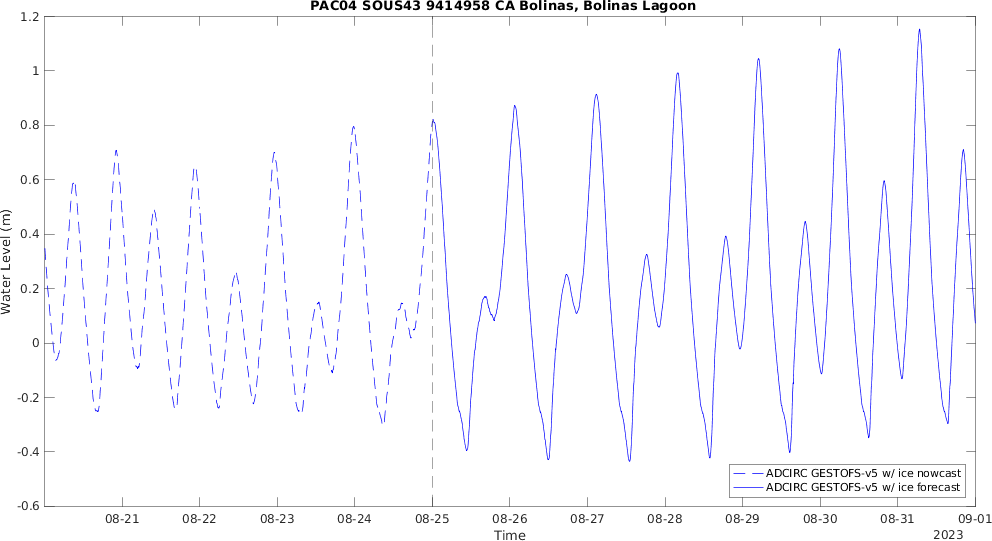 PAC04 SOUS43 9414958 CA Bolinas, Bolinas Lagoon
1.2
1
0.8
0.6
0.4
0.2
0
-0.2
-0.4
-0.6
Water Level (m)
ADCIRC GESTOFS-v5 w/ ice nowcast
ADCIRC GESTOFS-v5 w/ ice forecast
08-21 08-22 08-23 08-24 08-25 08-26 08-27 08-28 08-29 08-30 08-31 09-01
Time
2023